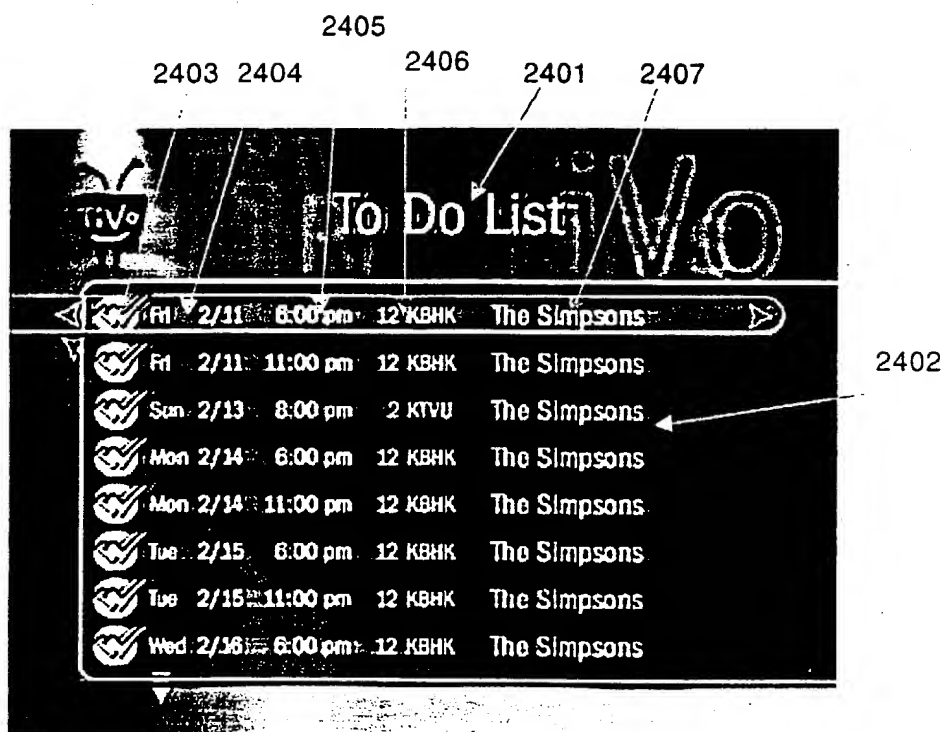 2405
2403 2404 2406 2401 2407
TiVo To Do List iVo
Fri 2/11 6:00 pm 12 KBHK The Simpsons
Fri 2/11 11:00 pm 12 KBHK The Simpsons
2402
Sun 2/13 8:00 pm 2 KTVU The Simpsons
Mon 2/14 6:00 pm 12 KBHK The Simpsons
Mon 2/14 11:00 pm 12 KBHK The Simpsons
Tue 2/15 6:00 pm 12 KBHK The Simpsons
Tue 2/15 11:00 pm 12 KBHK The Simpsons
Wed 2/16 6:00 pm 12 KBHK The Simpsons